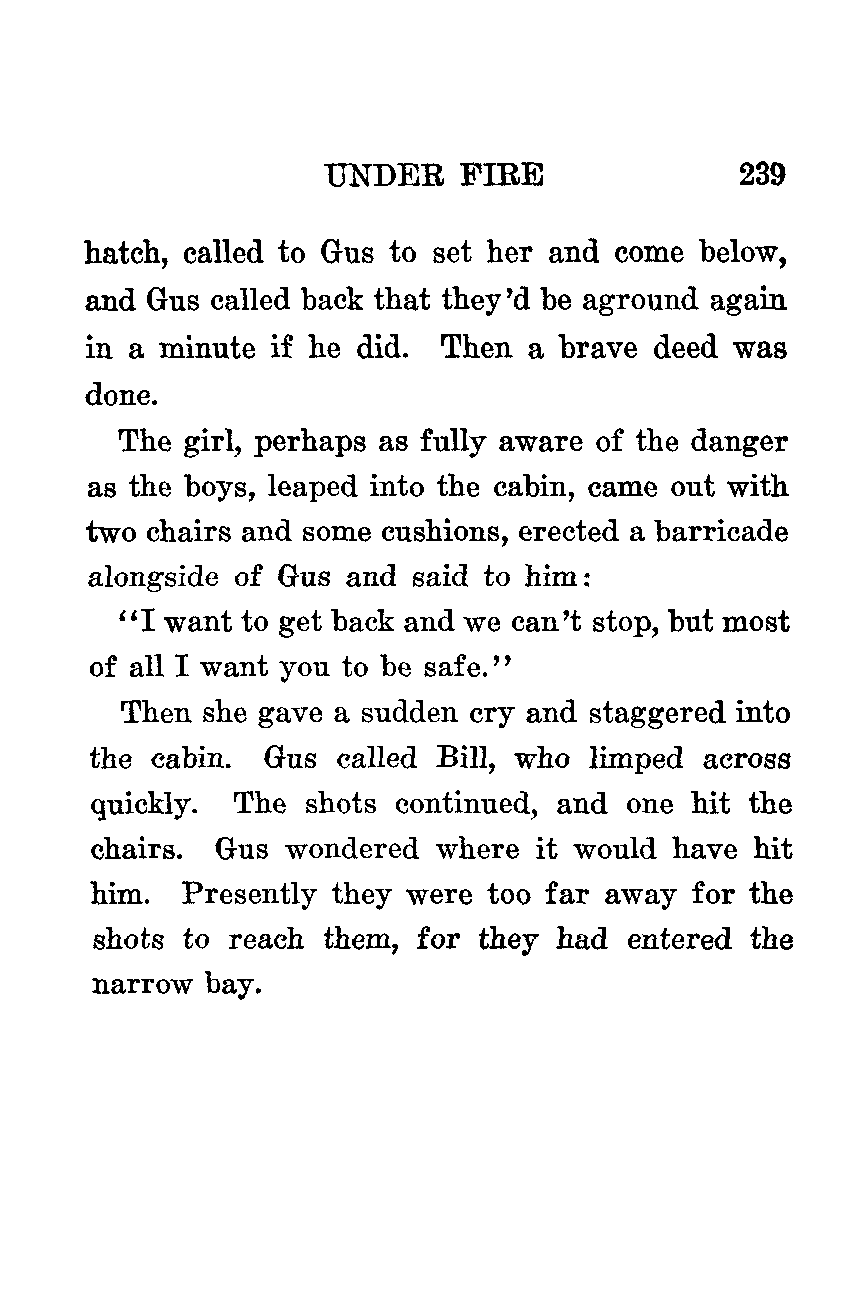 UNDER FIRE 239
hatch, called to Gus to set her and come below,
and Gus called back that they'd be aground again
in a minute if he did. Then a brave deed was
done.
The girl, perhaps as fully aware of the danger
as the boys, leaped into the cabin, came out with
two chairs and some cushions, erected a barricade
alongside of Gus and said to him:
"I want to get back and we can't stop, but most
of all I want you to be safe."
Then she gave a sudden cry and staggered into
the cabin. Gus called Bill, who limped across
quickly. The shots continued, and one hit the
chairs. Gus wondered where it would have hit
him. Presently they were too far away for the
shots to reach them, for they had entered the
narrow bay.